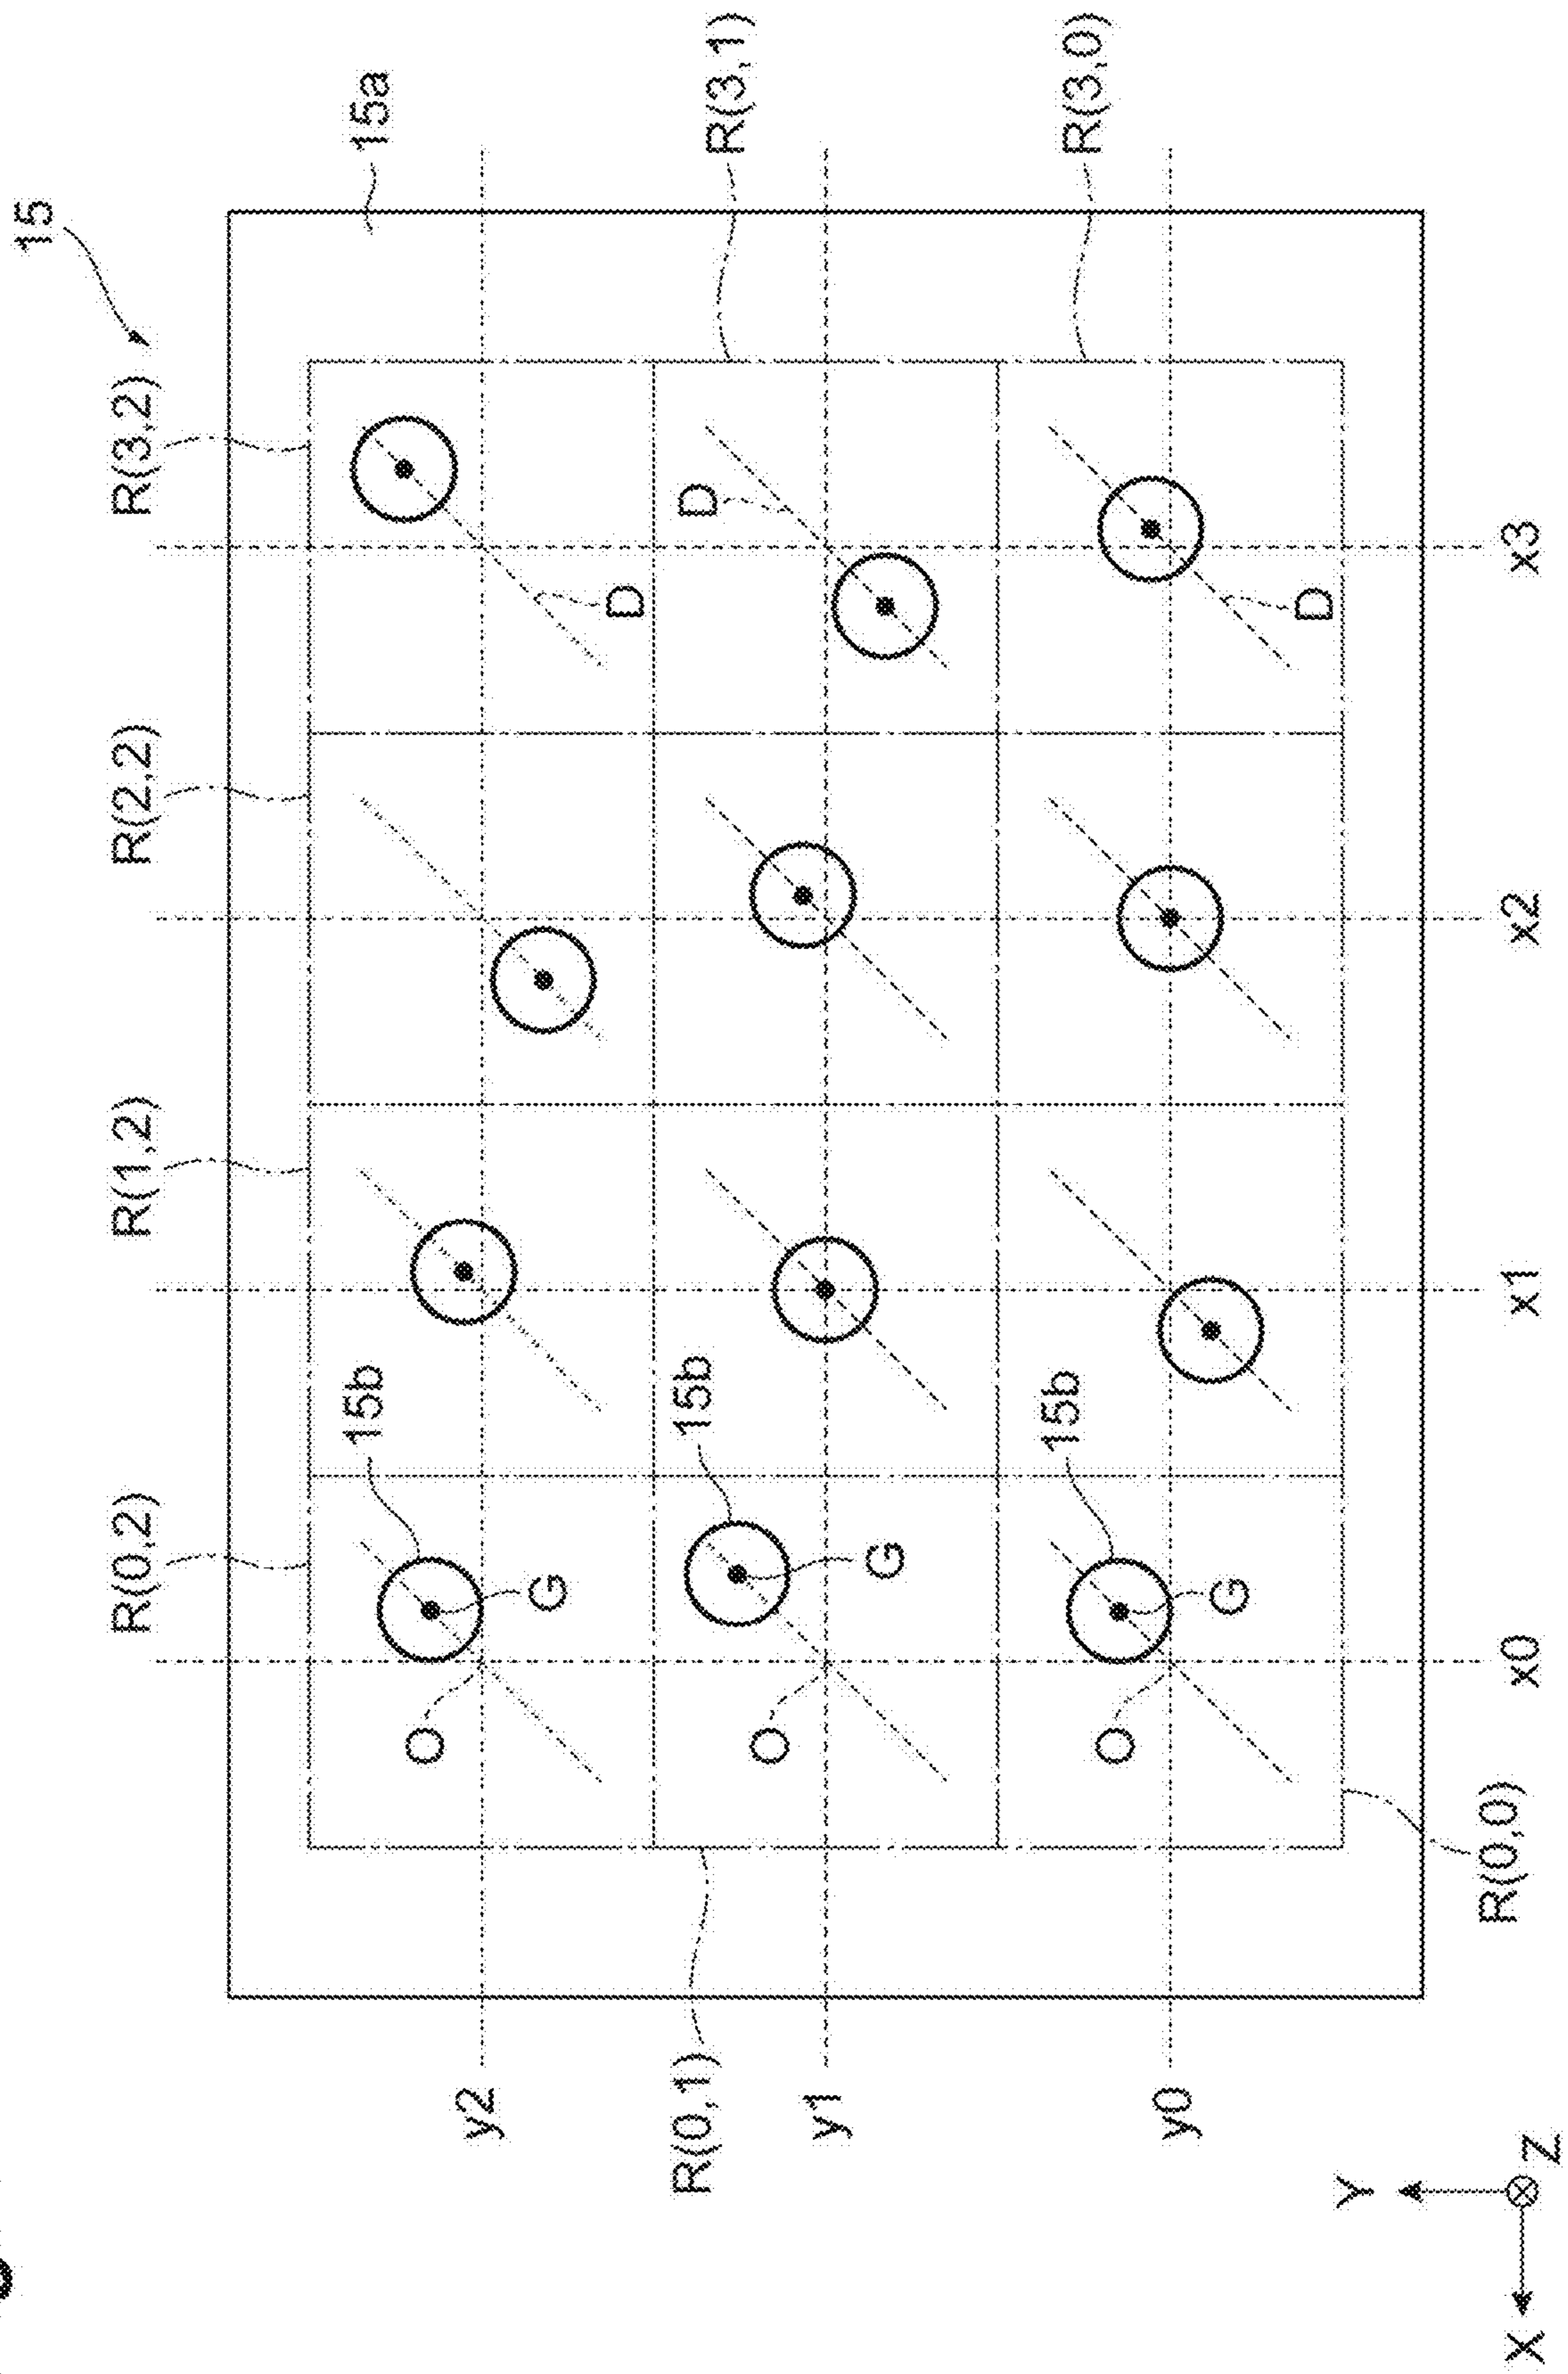 15
R(0,2) R(1,2) R(2,2) R(3,2)
15b 15a
O
y2
G
D
R(0,1) 15b D R(3,1)
O
y1
G
15b R(3,0)
O
y0
G
D
Y
R(0,0)
x0 x1 x2 x3
X Z